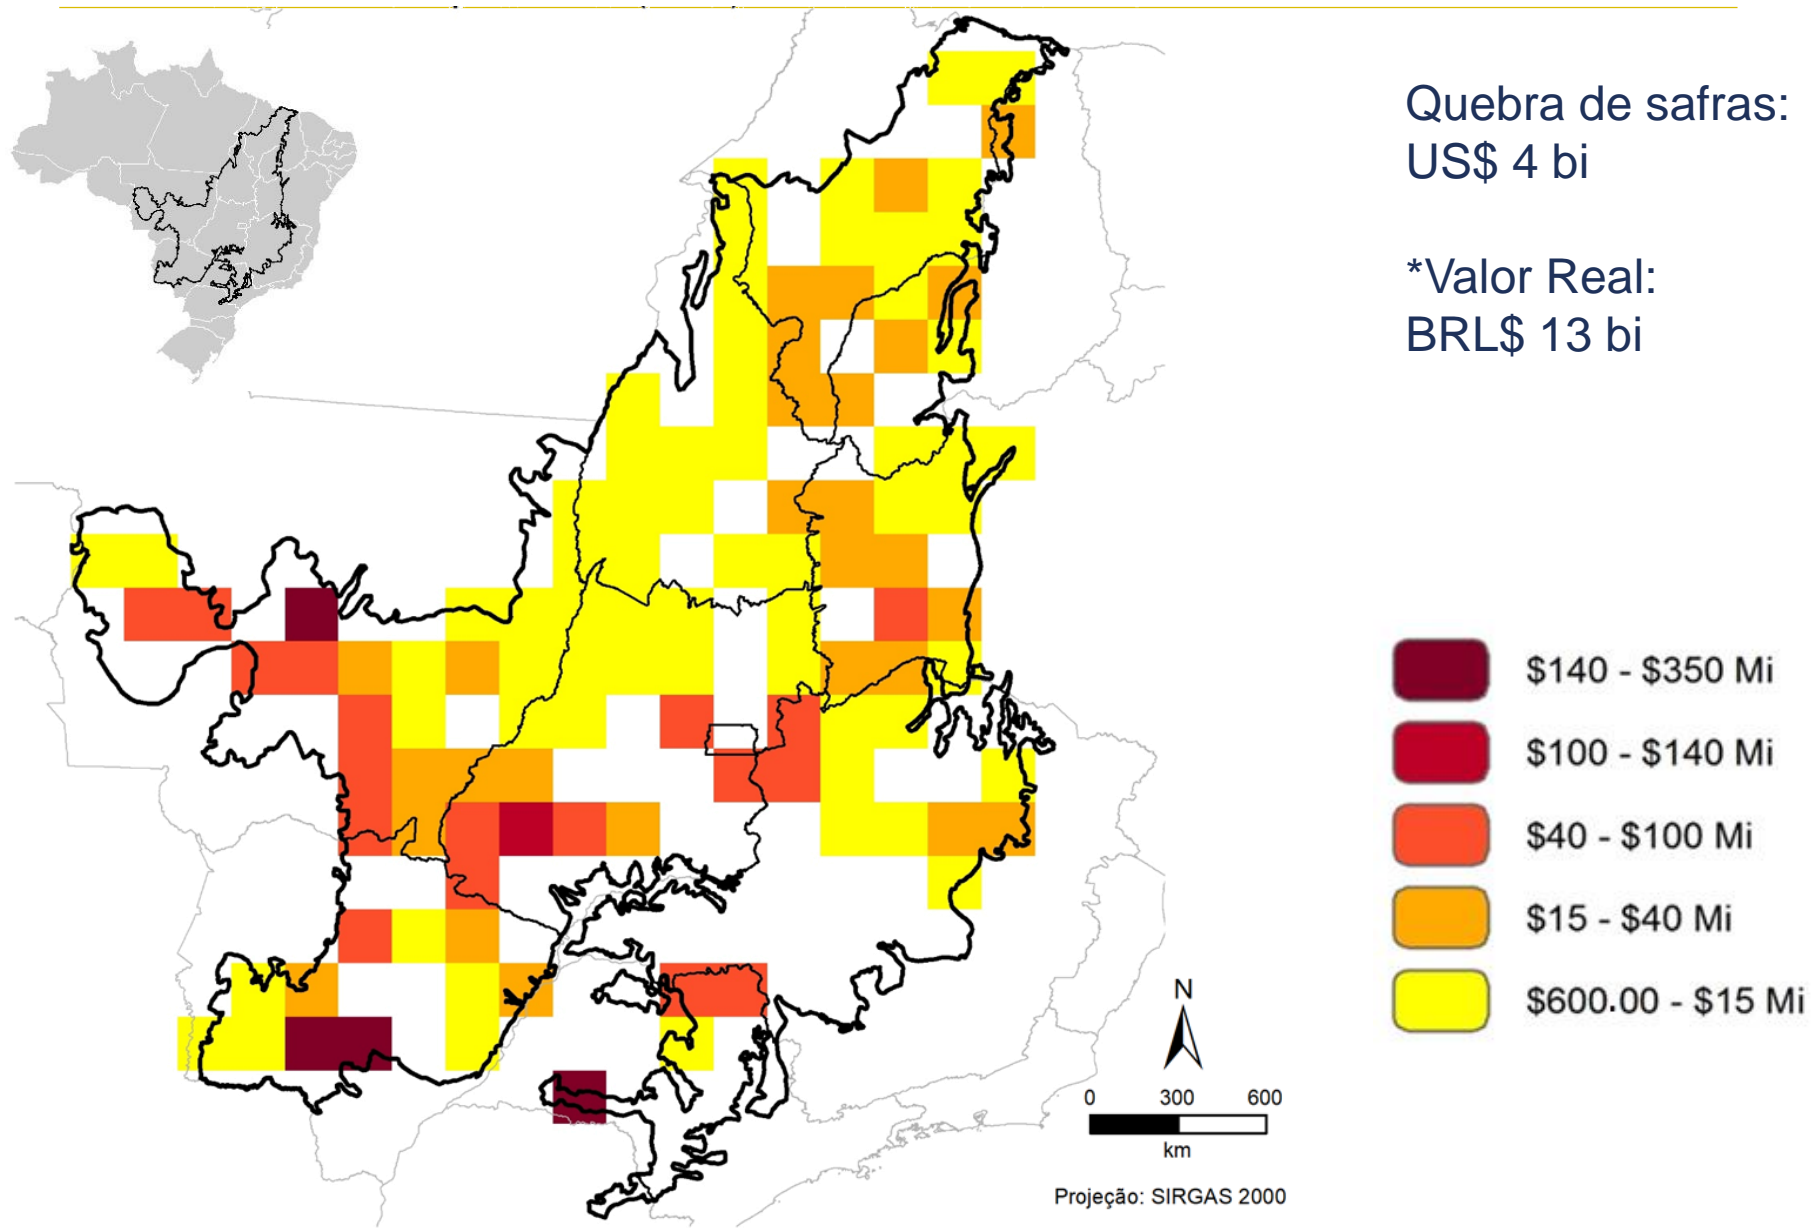 Quebra de safras:
US$ 4 bi
*Valor Real:
BRL$ 13 bi
$140 - $350 Mi
$100 - $140 Mi
$40 - $100 Mi
$15 - $40 Mi
$600.00 - $15 Mi
N
0 300 600
km
Projeção: SIRGAS 2000